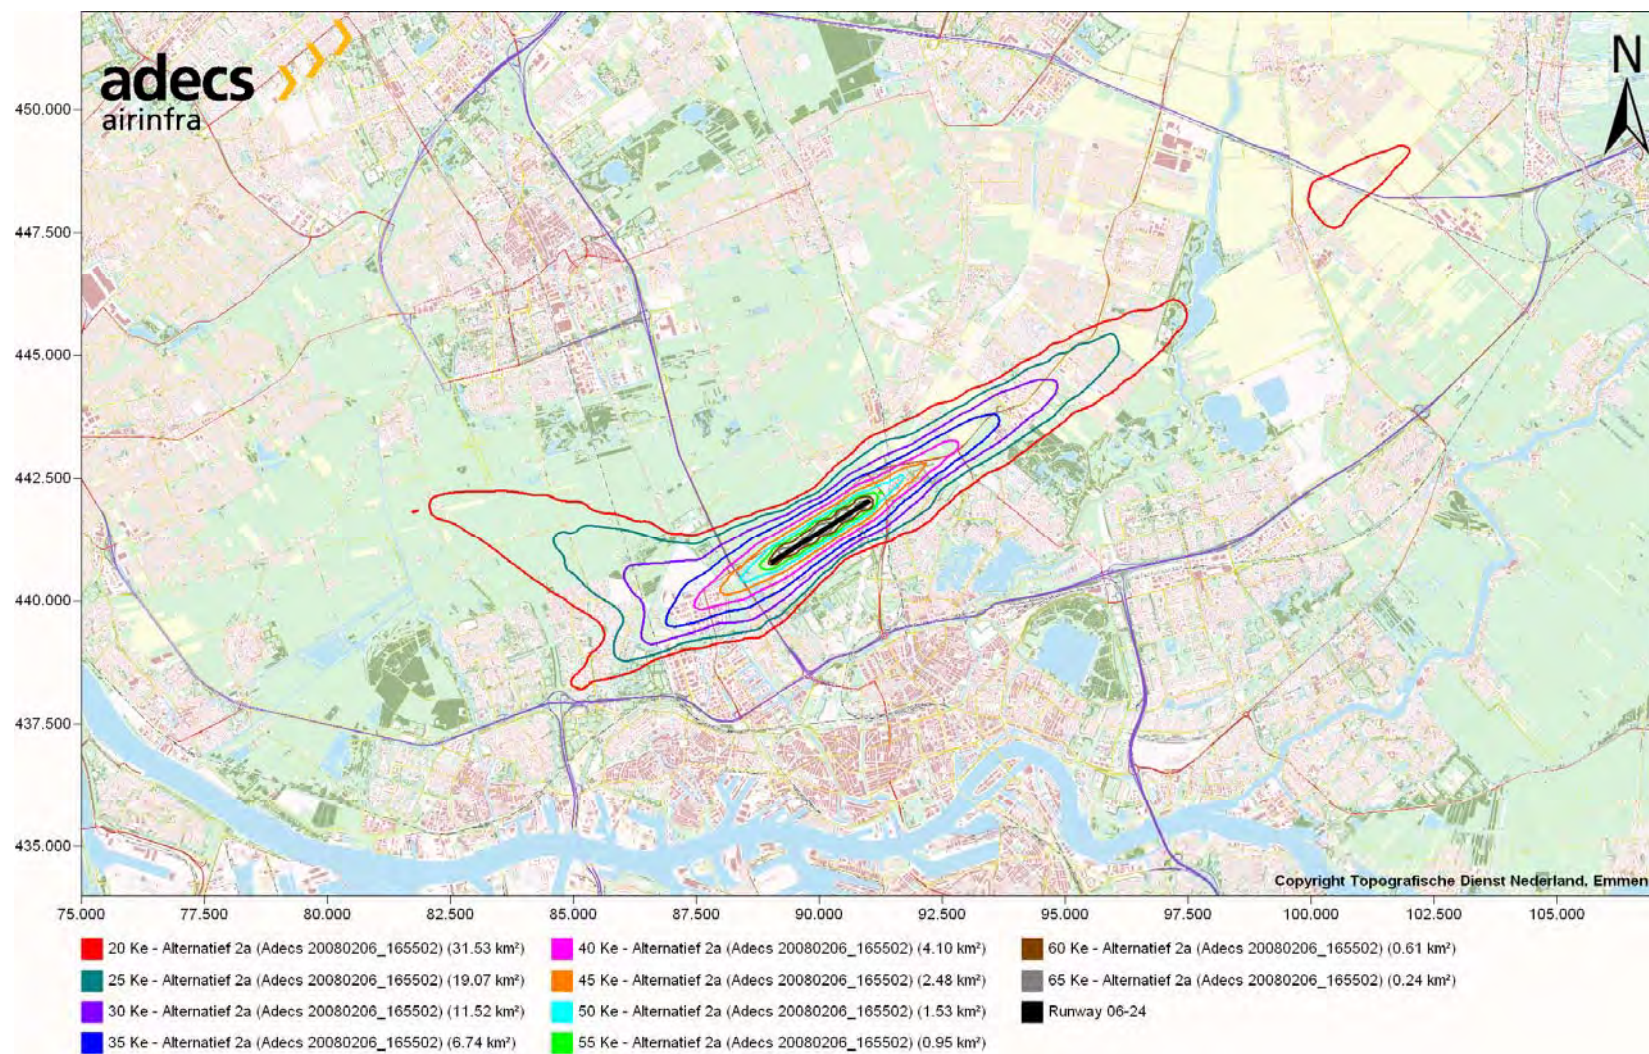 adecs
airinfra
N
450.000
447.500
445.000
442.500
440.000
437.500
435.000
Copyright Topografische Dienst Nederland, Emmen
75.000 77.500 80.000 82.500 85.000 87.500 90.000 92.500 95.000 97.500 100.000 102.500 105.000
20 Ke - Alternatief 2a (Adecs 20080206_165502) (31.53 km²)
25 Ke - Alternatief 2a (Adecs 20080206_165502) (19.07 km²)
30 Ke - Alternatief 2a (Adecs 20080206_165502) (11.52 km²)
35 Ke - Alternatief 2a (Adecs 20080206_165502) (6.74 km²)
40 Ke - Alternatief 2a (Adecs 20080206_165502) (4.10 km²)
45 Ke - Alternatief 2a (Adecs 20080206_165502) (2.48 km²)
50 Ke - Alternatief 2a (Adecs 20080206_165502) (1.53 km²)
55 Ke - Alternatief 2a (Adecs 20080206_165502) (0.95 km²)
60 Ke - Alternatief 2a (Adecs 20080206_165502) (0.61 km²)
65 Ke - Alternatief 2a (Adecs 20080206_165502) (0.24 km²)
Runway 06-24